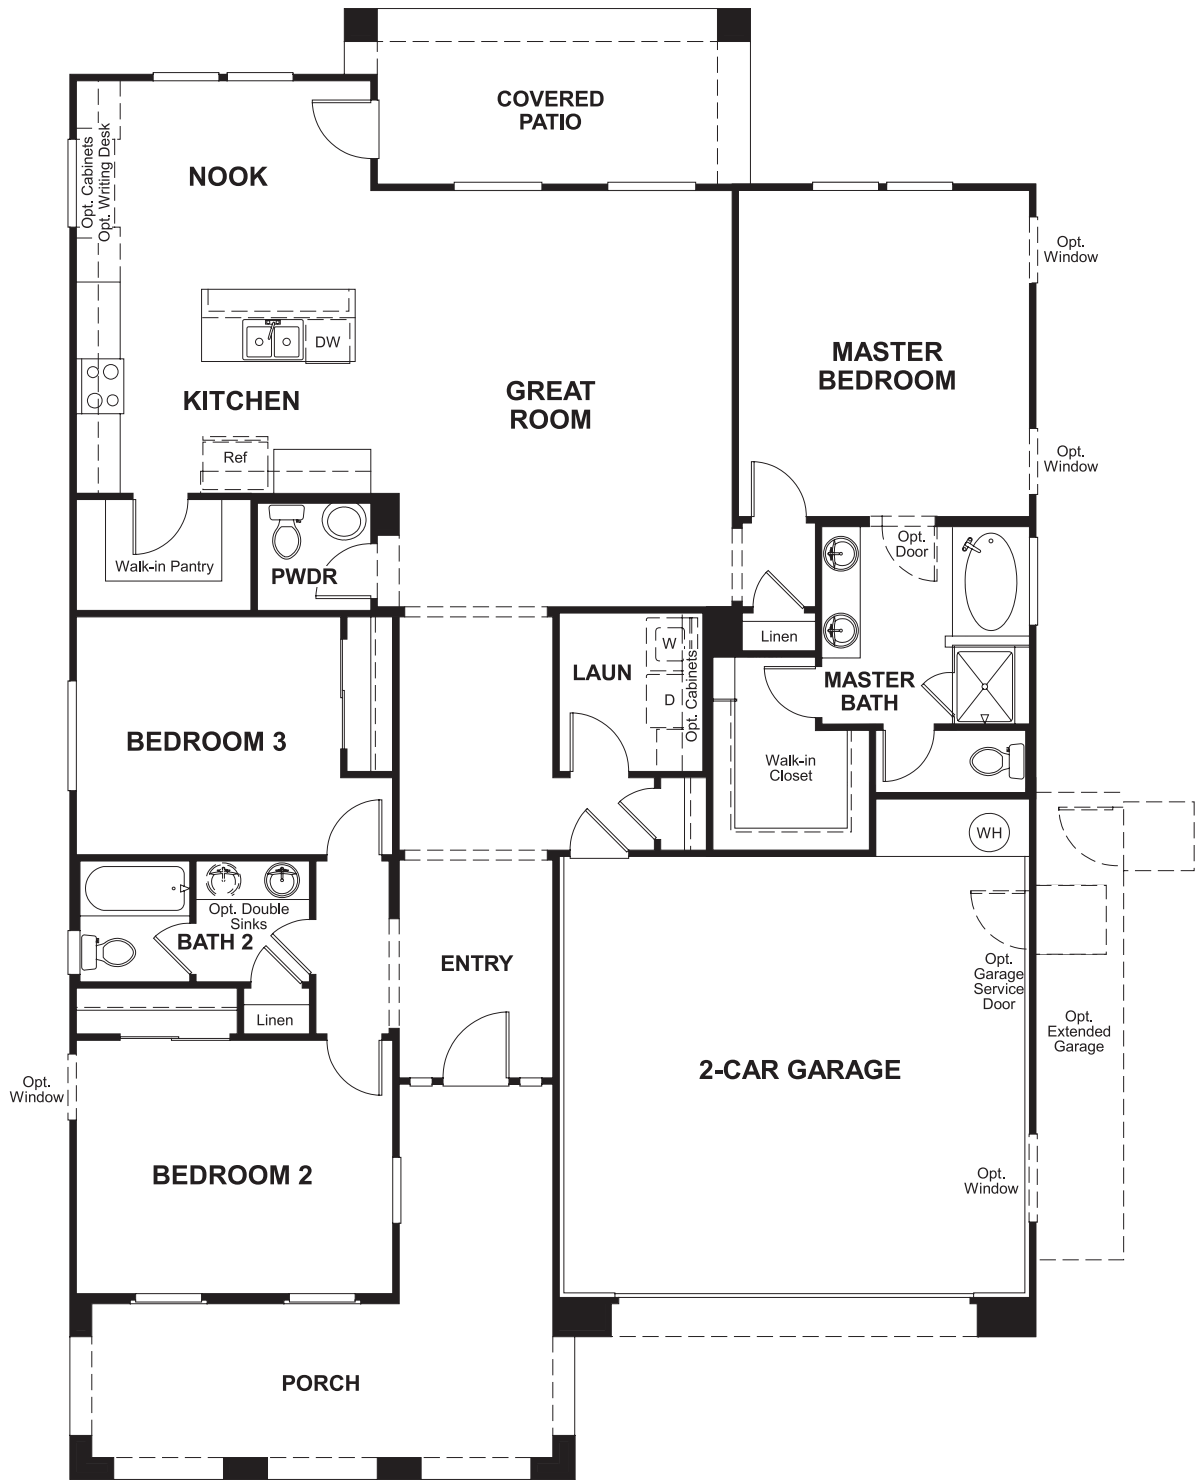 COVERED
PATIO
NOOK
Opt. Cabinets
Opt. Writing Desk
Opt.
Window
DW
MASTER
BEDROOM
KITCHEN
GREAT
ROOM
Ref
Opt.
Window
Walk-in Pantry
PWDR
Opt.
Door
Linen
W
LAUN
D
Opt. Cabinets
MASTER
BATH
BEDROOM 3
Walk-in
Closet
WH
Opt. Double
Sinks
BATH 2
ENTRY
Opt.
Garage
Service
Door
Linen
Opt.
Extended
Garage
2-CAR GARAGE
Opt.
Window
BEDROOM 2
Opt.
Window
PORCH